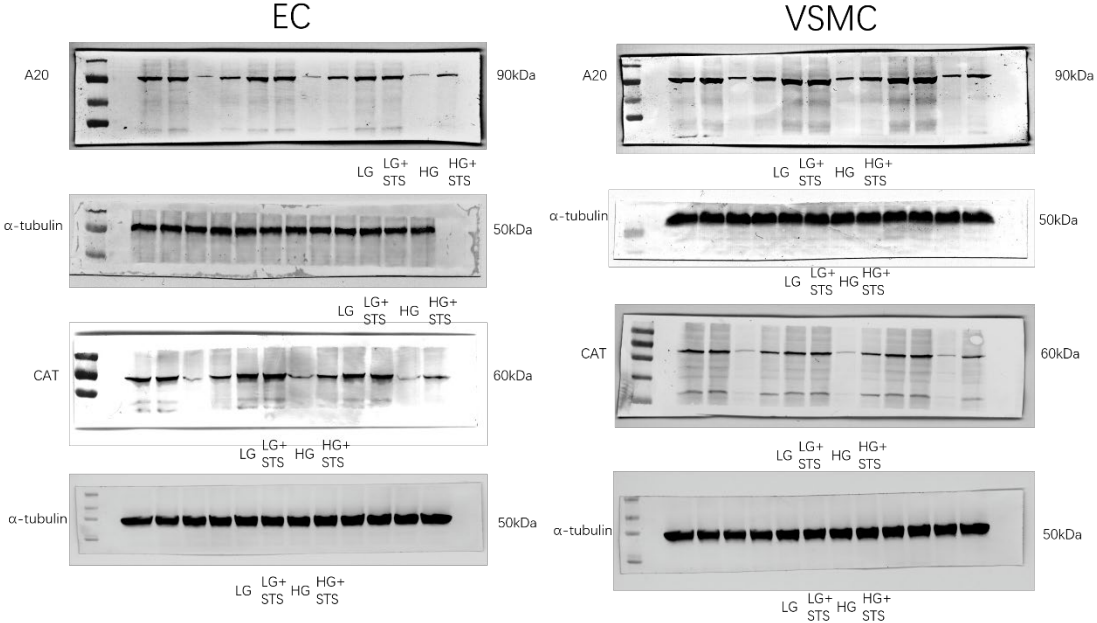 EC
A20
90kDa
LG LG+ HG HG+
STS STS
α-tubulin
50kDa
LG LG+ HG HG+
STS STS
CAT
60kDa
LG LG+ HG HG+
STS STS
α-tubulin
50kDa
LG LG+ HG HG+
STS STS
VSMC
A20
90kDa
LG LG+ HG HG+
STS STS
α-tubulin
50kDa
LG LG+ HG HG+
STS STS
CAT
60kDa
LG LG+ HG HG+
STS STS
α-tubulin
50kDa
LG LG+ HG HG+
STS STS